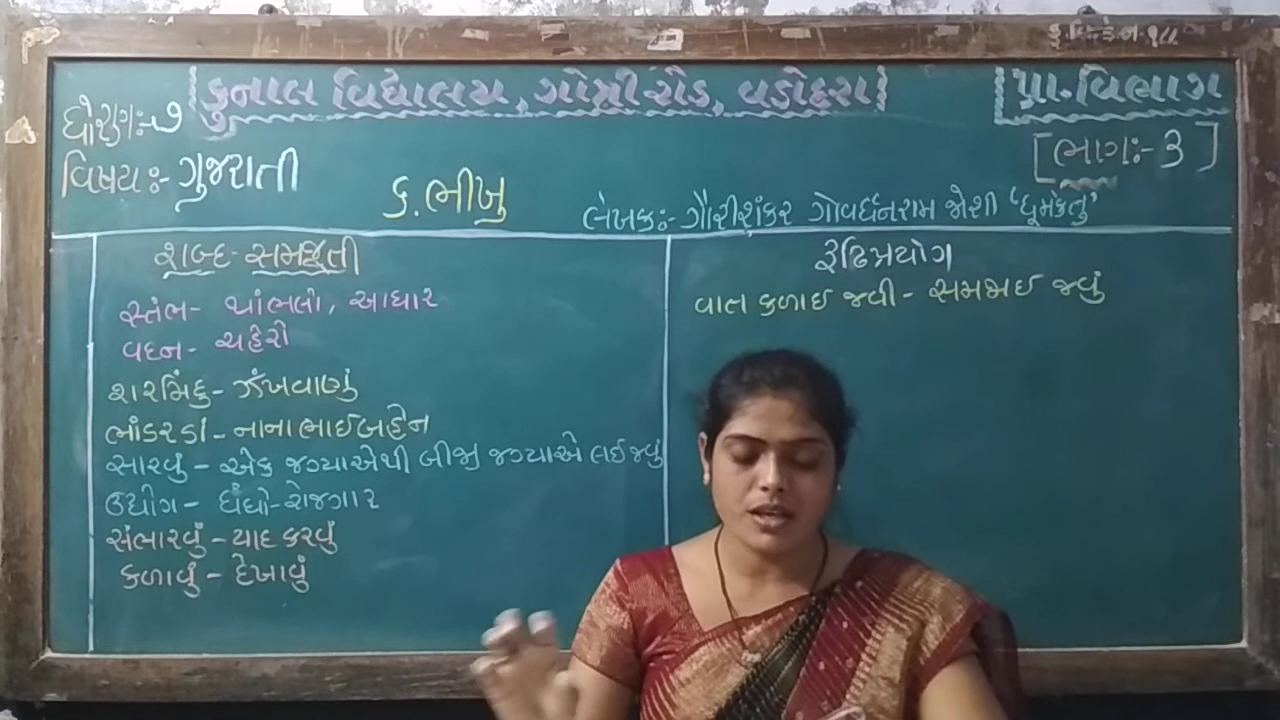 કુનાલ વિદ્યાલય, ગોત્રી રોડ, વડોદરા
પ્રા.વિભાગ
ધોરણઃ-૭
[ભાગઃ-૩]
વિષયઃ-ગુજરાતી
૬.ભીખુ
લેખકઃ- ગૌરીશંકર ગોવર્ધનરામ જોશી 'ધૂમકેતુ'
શબ્દ-સમજૂતી
સ્તંભ- થાંભલો, આધાર
વદન- ચહેરો
શરમિંદુ-ઝંખવાણું
ભાંડરડાં-નાના ભાઈબહેન
સારવું - એક જગ્યાએથી બીજી જગ્યાએ લઈ જવું
ઉદ્યોગ- ધંધો-રોજગાર
સંભારવું-યાદ કરવું
કળાવું - દેખાવું
રૂઢિપ્રયોગ
વાત કળાઈ જવી- સમજાઈ જવું